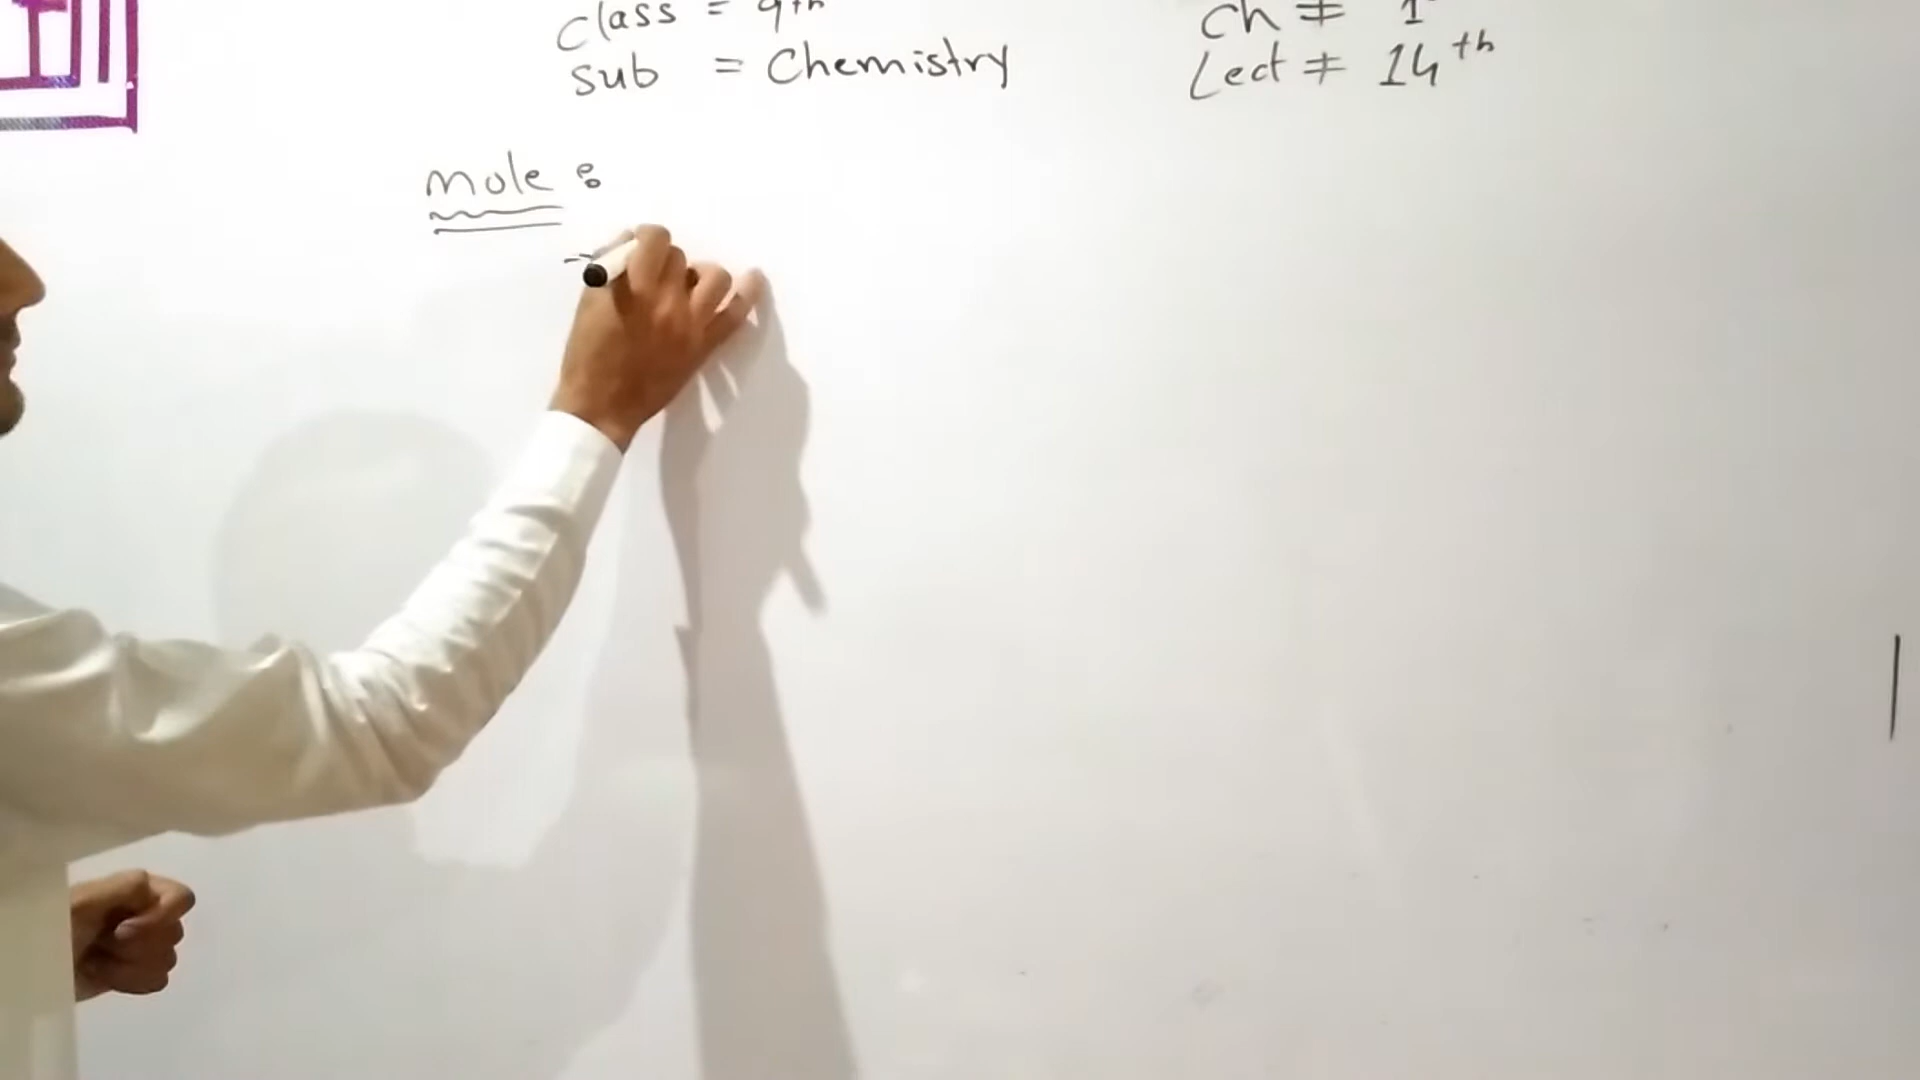 Class = 9th
Ch ≠ 1
Sub = Chemistry
Lect ≠ 14th
Mole :